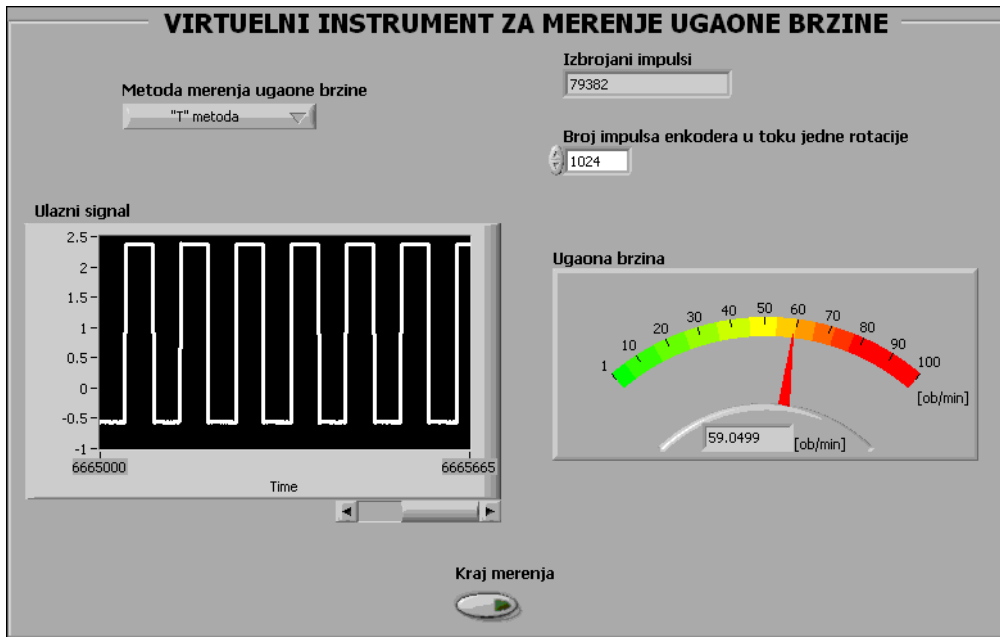 VIRTUELNI INSTRUMENT ZA MERENJE UGAONE BRZINE
Metoda merenja ugaone brzine
"T" metoda
Izbrojani impulsi
79382
Broj impulsa enkodera u toku jedne rotacije
1024
Ulazni signal
2.5
2
1.5
1
0.5
0
-0.5
-1
6665000
6665665
Time
Ugaona brzina
1
10
20
30
40
50
60
70
80
90
100
[ob/min]
59.0499
[ob/min]
Kraj merenja